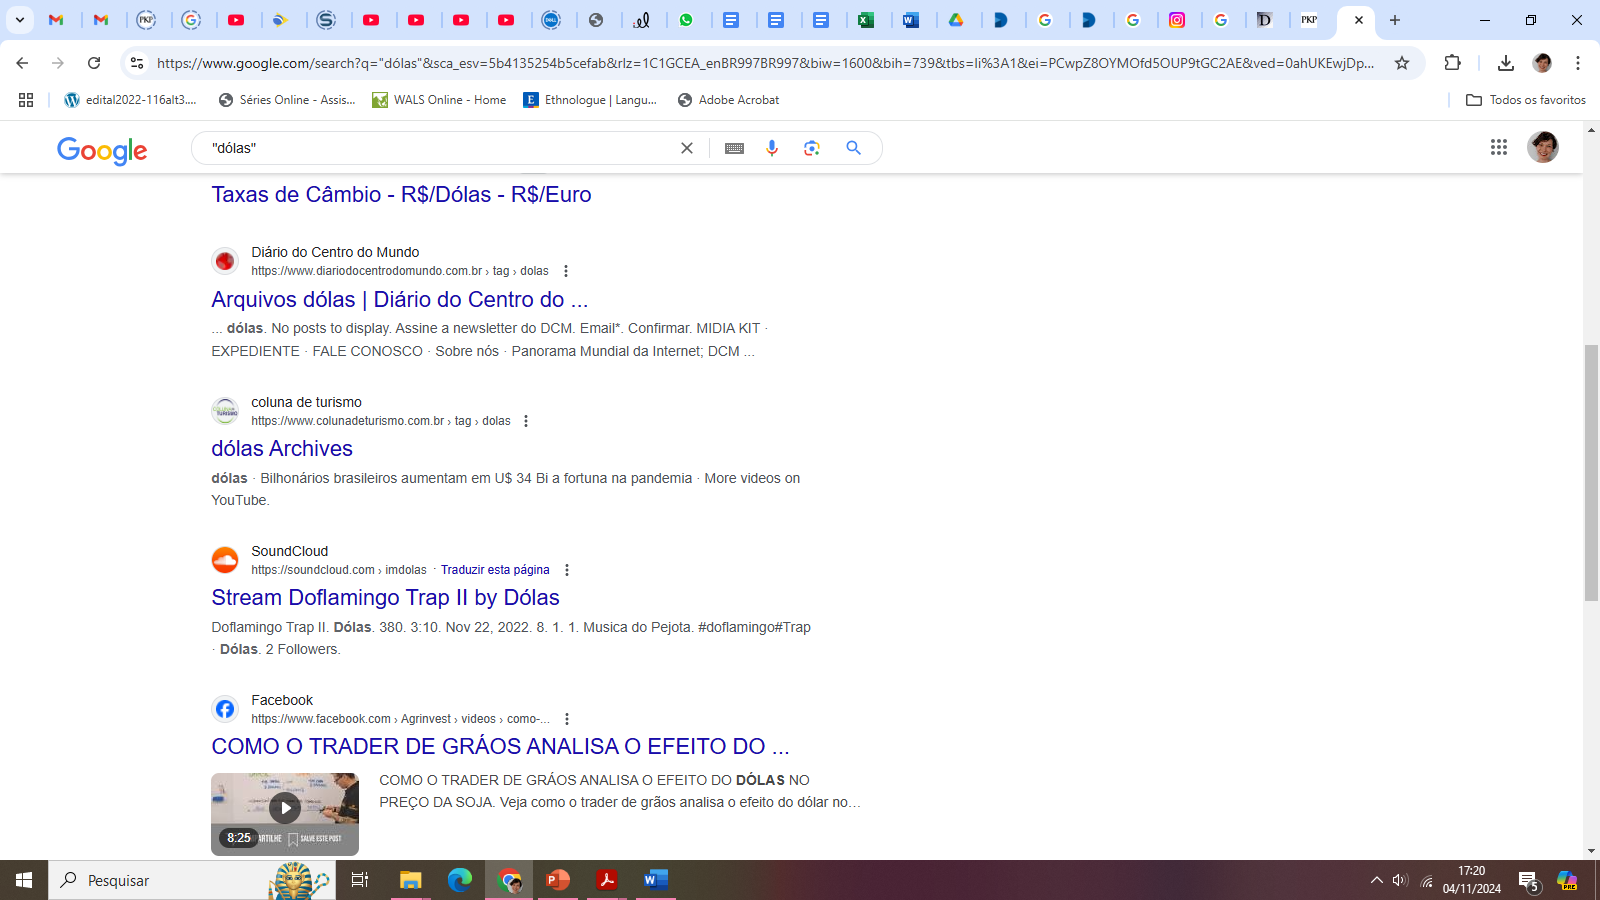 https://www.google.com/search?q="dólas"&sca_esv=5b4135254b5cefab&rlz=1C1GCEA_enBR997BR997&biw=1600&bih=739&tbs=li%3A1&ei=PCwpZ8OYMOfd5OUP9tGC2AE&ved=0ahUKEwjDp...
edital2022-116alt3....
Séries Online - Assis...
WALS Online - Home
Ethnologue | Langu...
Adobe Acrobat
Todos os favoritos
Google
"dólas"
Taxas de Câmbio - R$/Dólas - R$/Euro
Diário do Centro do Mundo
https://www.diariodocentrodomundo.com.br › tag › dolas
Arquivos dólas | Diário do Centro do ...
... dólas. No posts to display. Assine a newsletter do DCM. Email*. Confirmar. MIDIA KIT ·
EXPEDIENTE · FALE CONOSCO · Sobre nós · Panorama Mundial da Internet; DCM ...
coluna de turismo
https://www.colunadeturismo.com.br › tag › dolas
dólas Archives
dólas · Bilhonários brasileiros aumentam em U$ 34 Bi a fortuna na pandemia · More videos on
YouTube.
SoundCloud
https://soundcloud.com › imdolas · Traduzir esta página
Stream Doflamingo Trap II by Dólas
Doflamingo Trap II. Dólas. 380. 3:10. Nov 22, 2022. 8. 1. 1. Musica do Pejota. #doflamingo#Trap
· Dólas. 2 Followers.
Facebook
https://www.facebook.com › Agrinvest › videos › como-...
COMO O TRADER DE GRÁOS ANALISA O EFEITO DO ...
COMO O TRADER DE GRÁOS ANALISA O EFEITO DO DÓLAS NO
PREÇO DA SOJA. Veja como o trader de grãos analisa o efeito do dólar no...
8:25
SALVE ESTE POST
Pesquisar
17:20
04/11/2024
5